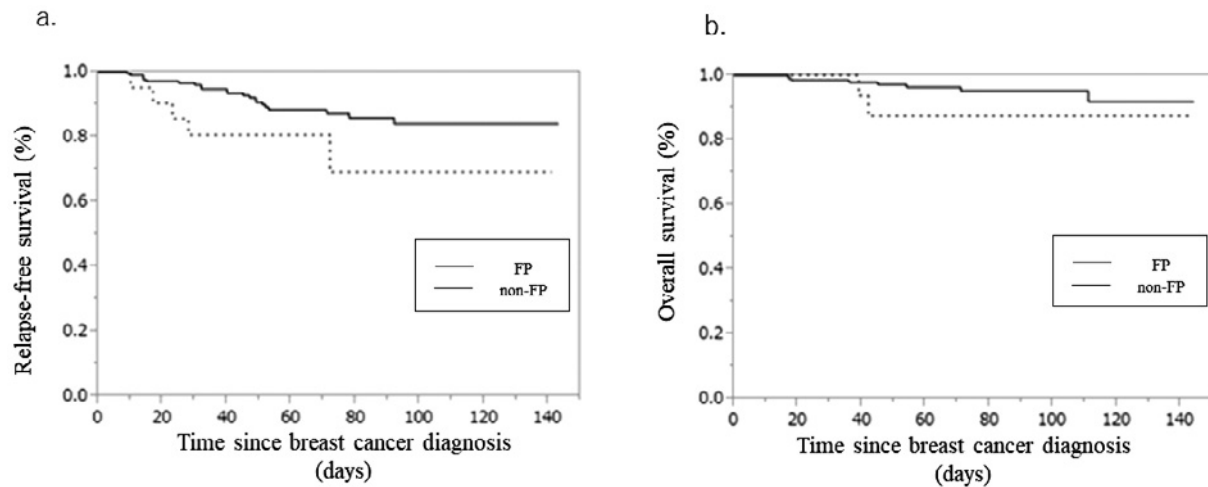 a.
1.0
0.8
0.6
0.4
0.2
0.0
Relapse-free survival (%)
FP
non-FP
0 20 40 60 80 100 120 140
Time since breast cancer diagnosis
(days)
b.
1.0
0.8
0.6
0.4
0.2
0.0
Overall survival (%)
FP
non-FP
0 20 40 60 80 100 120 140
Time since breast cancer diagnosis
(days)